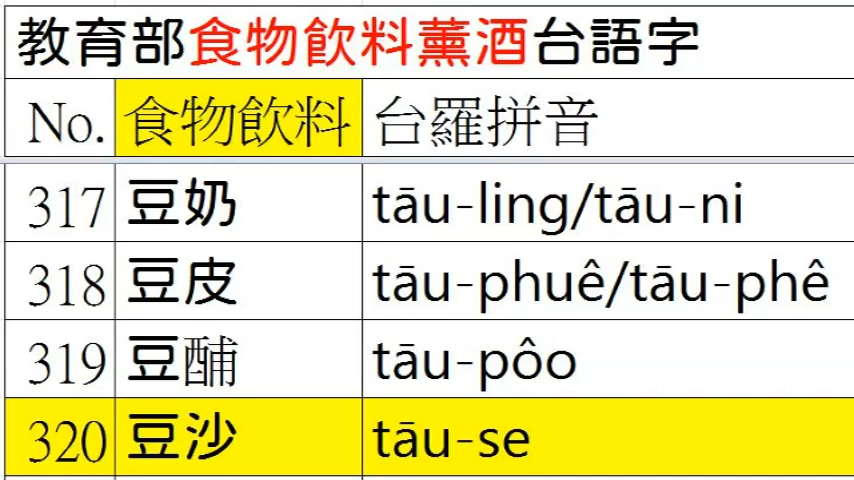 教育部食物飲料薰酒台語字
No. 食物飲料 台羅拼音
317 豆奶 tāu-ling/tāu-ni
318 豆皮 tāu-phuê/tāu-phê
319 豆酺 tāu-pôo
320 豆沙 tāu-se